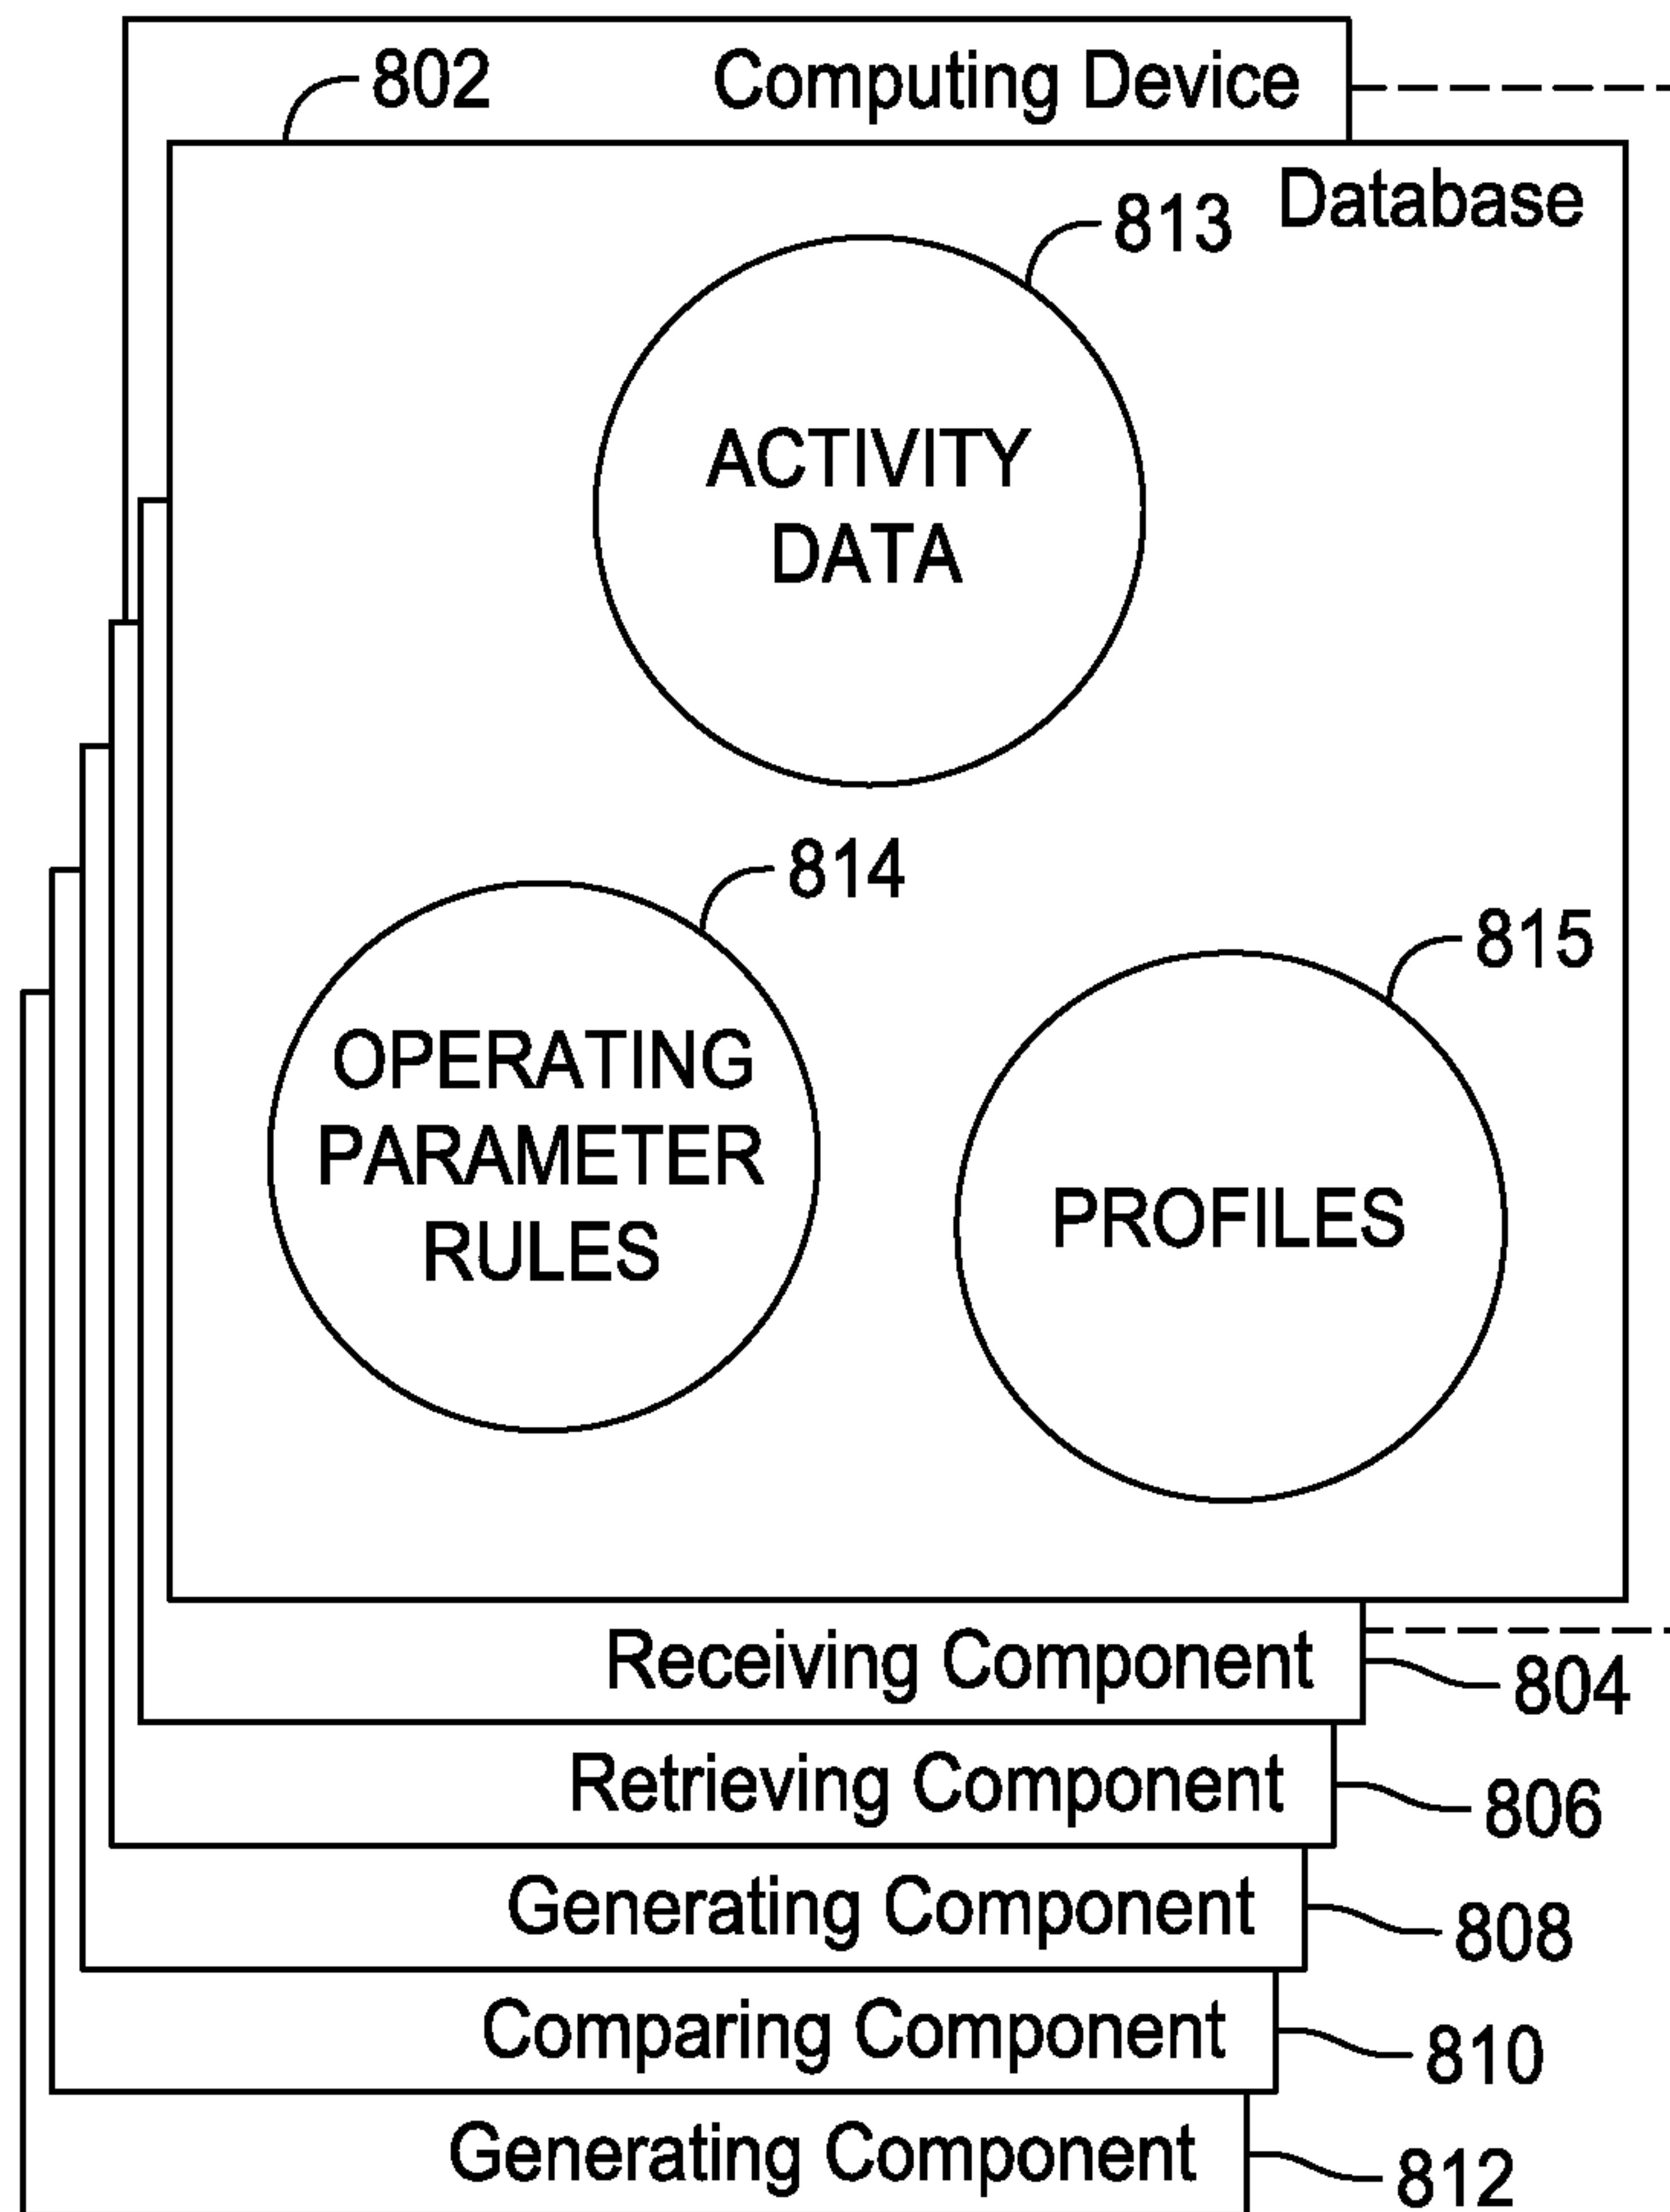 802
Computing Device
Database
813
ACTIVITY
DATA
814
815
OPERATING
PARAMETER
RULES
PROFILES
Receiving Component
804
Retrieving Component
806
Generating Component
808
Comparing Component
810
Generating Component
812